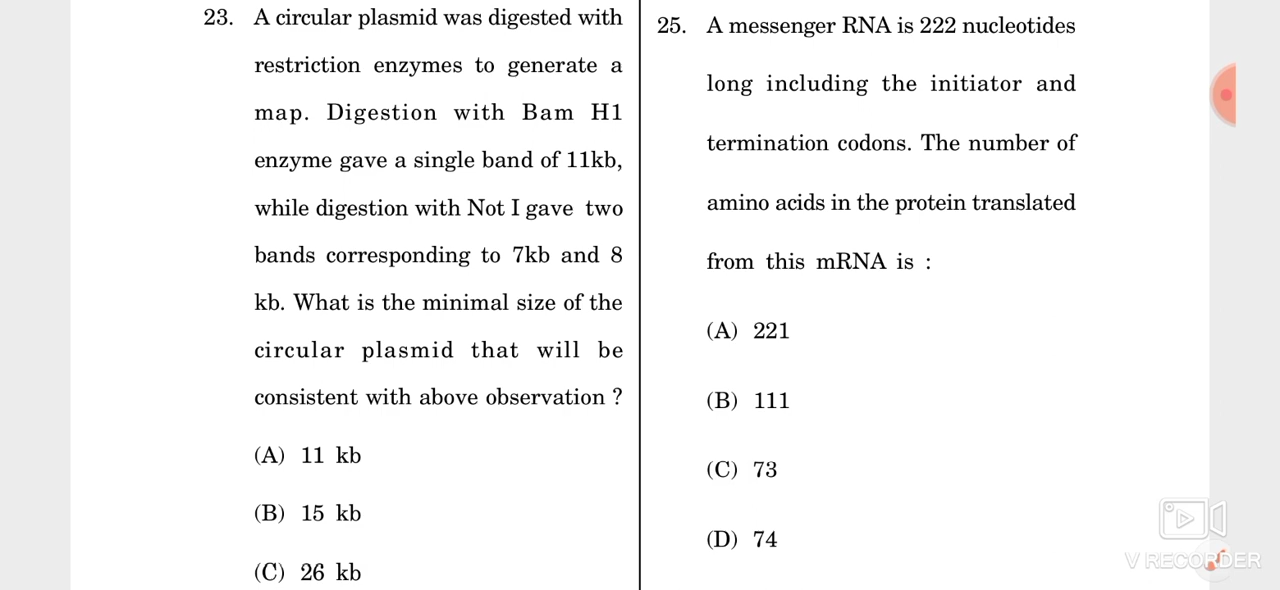 23. A circular plasmid was digested with
restriction enzymes to generate a
map. Digestion with Bam H1
enzyme gave a single band of 11kb,
while digestion with Not I gave two
bands corresponding to 7kb and 8
kb. What is the minimal size of the
circular plasmid that will be
consistent with above observation ?
(A) 11 kb
(B) 15 kb
(C) 26 kb
25. A messenger RNA is 222 nucleotides
long including the initiator and
termination codons. The number of
amino acids in the protein translated
from this mRNA is :
(A) 221
(B) 111
(C) 73
(D) 74
V RECORDER